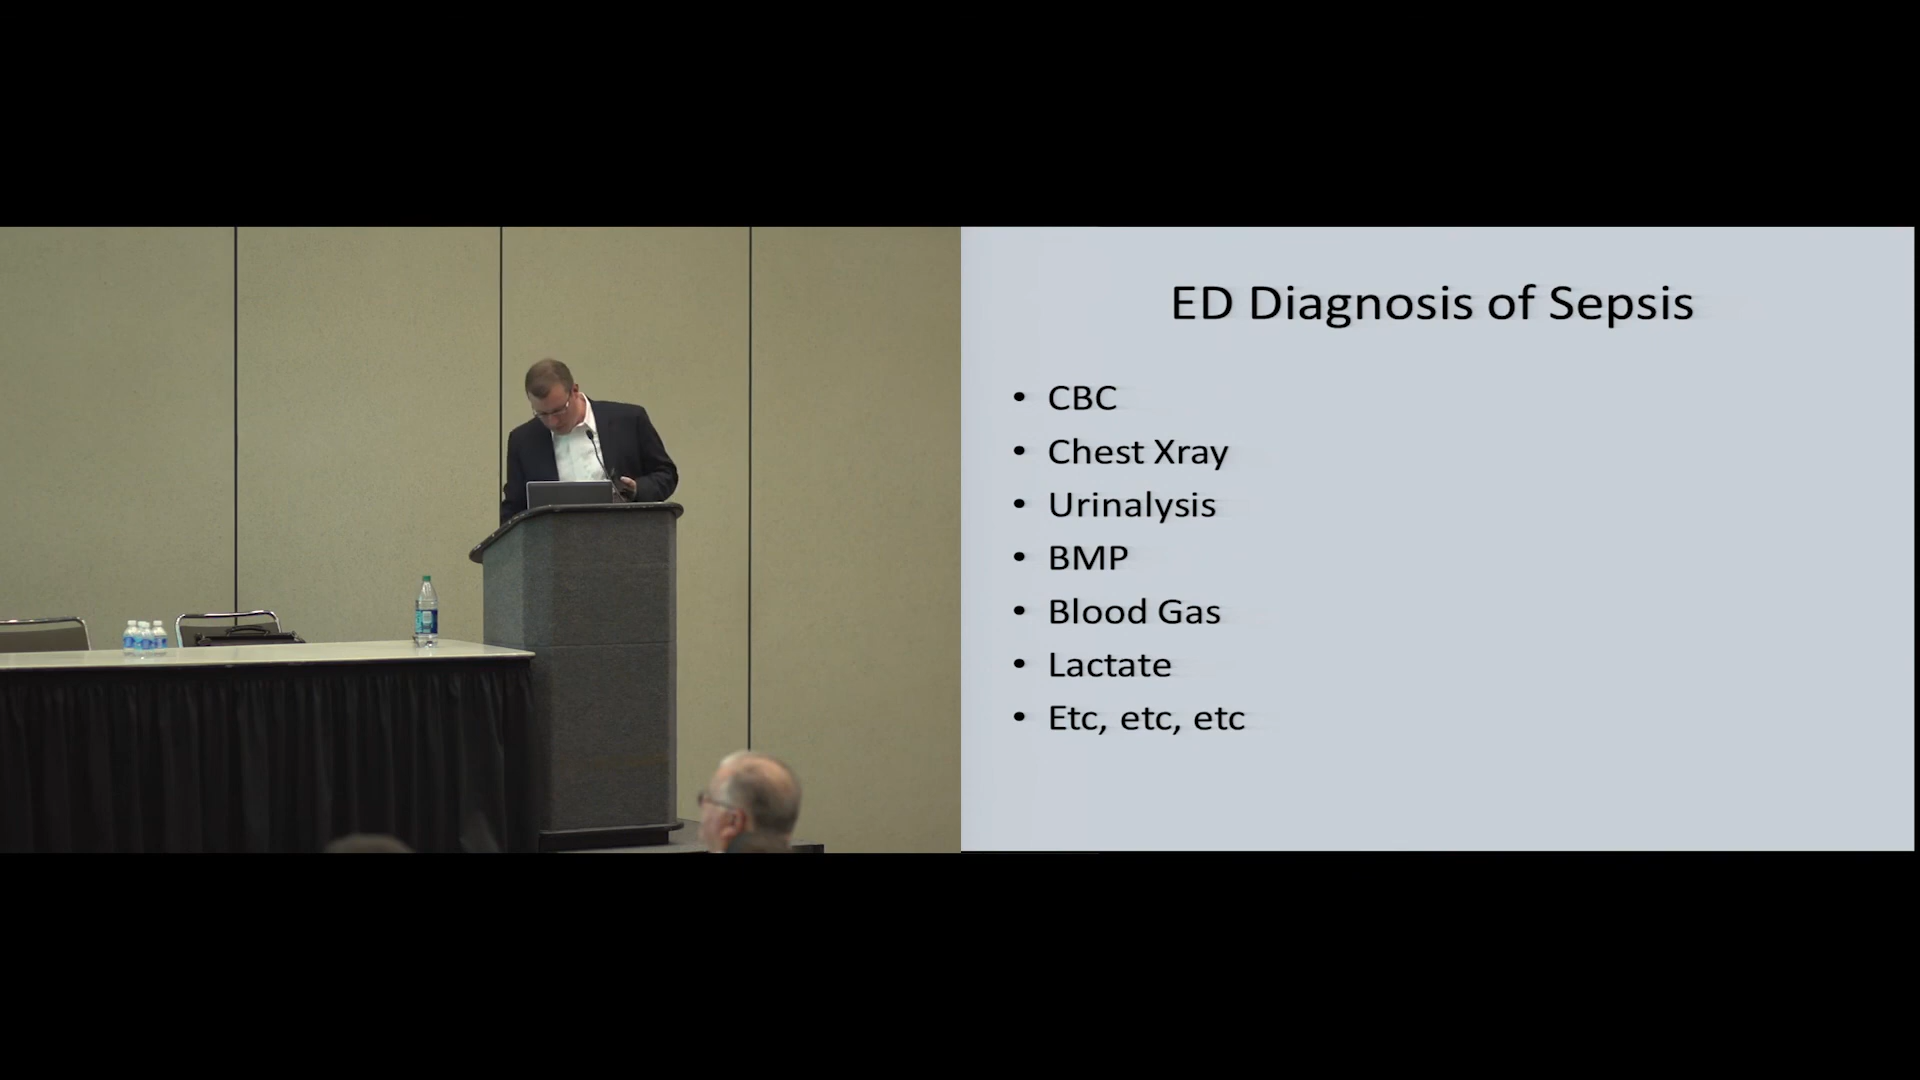 ED Diagnosis of Sepsis
• CBC
• Chest Xray
• Urinalysis
• BMP
• Blood Gas
• Lactate
• Etc, etc, etc